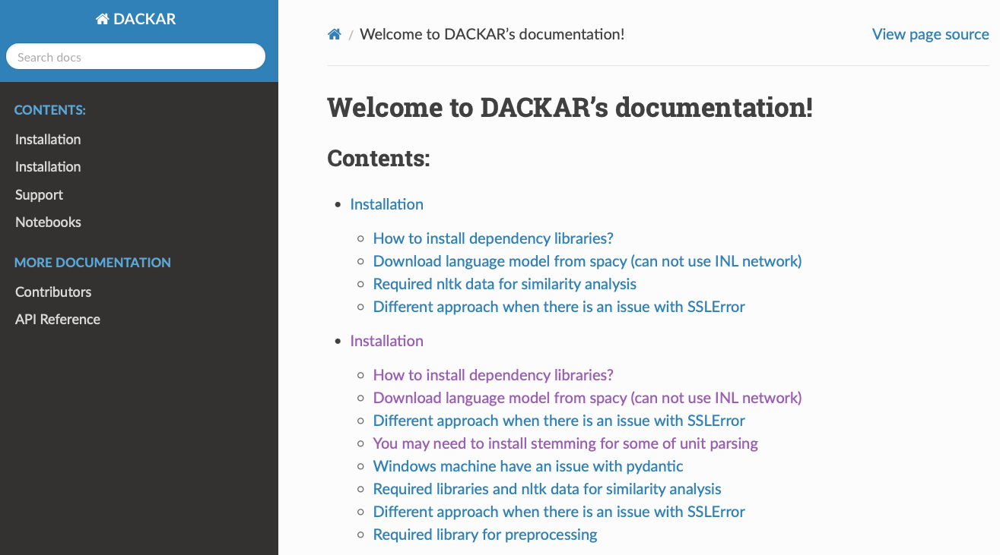 DACKAR
Search docs
CONTENTS:
Installation
Installation
Support
Notebooks
MORE DOCUMENTATION
Contributors
API Reference
/ Welcome to DACKAR’s documentation!
View page source
Welcome to DACKAR’s documentation!
Contents:
Installation
How to install dependency libraries?
Download language model from spacy (can not use INL network)
Required nltk data for similarity analysis
Different approach when there is an issue with SSLError
Installation
How to install dependency libraries?
Download language model from spacy (can not use INL network)
Different approach when there is an issue with SSLError
You may need to install stemming for some of unit parsing
Windows machine have an issue with pydantic
Required libraries and nltk data for similarity analysis
Different approach when there is an issue with SSLError
Required library for preprocessing